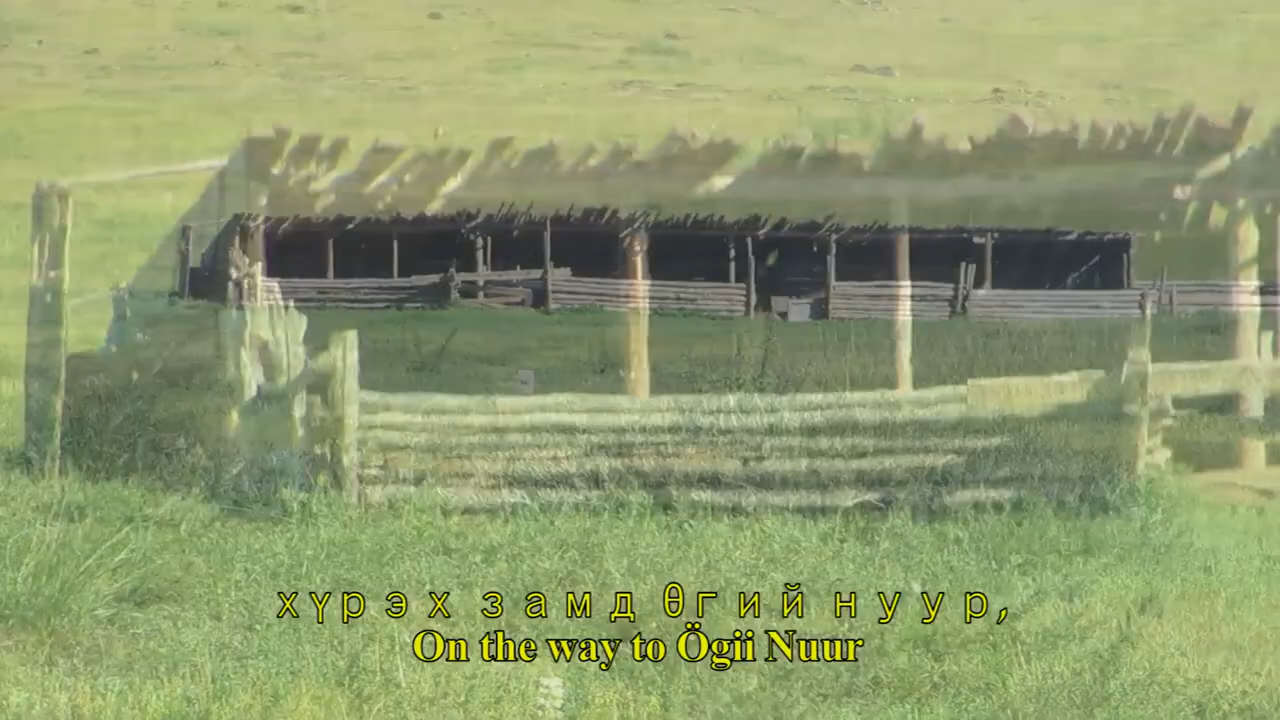 хүрэх замд Өгий нуур,
On the way to Ögii Nuur